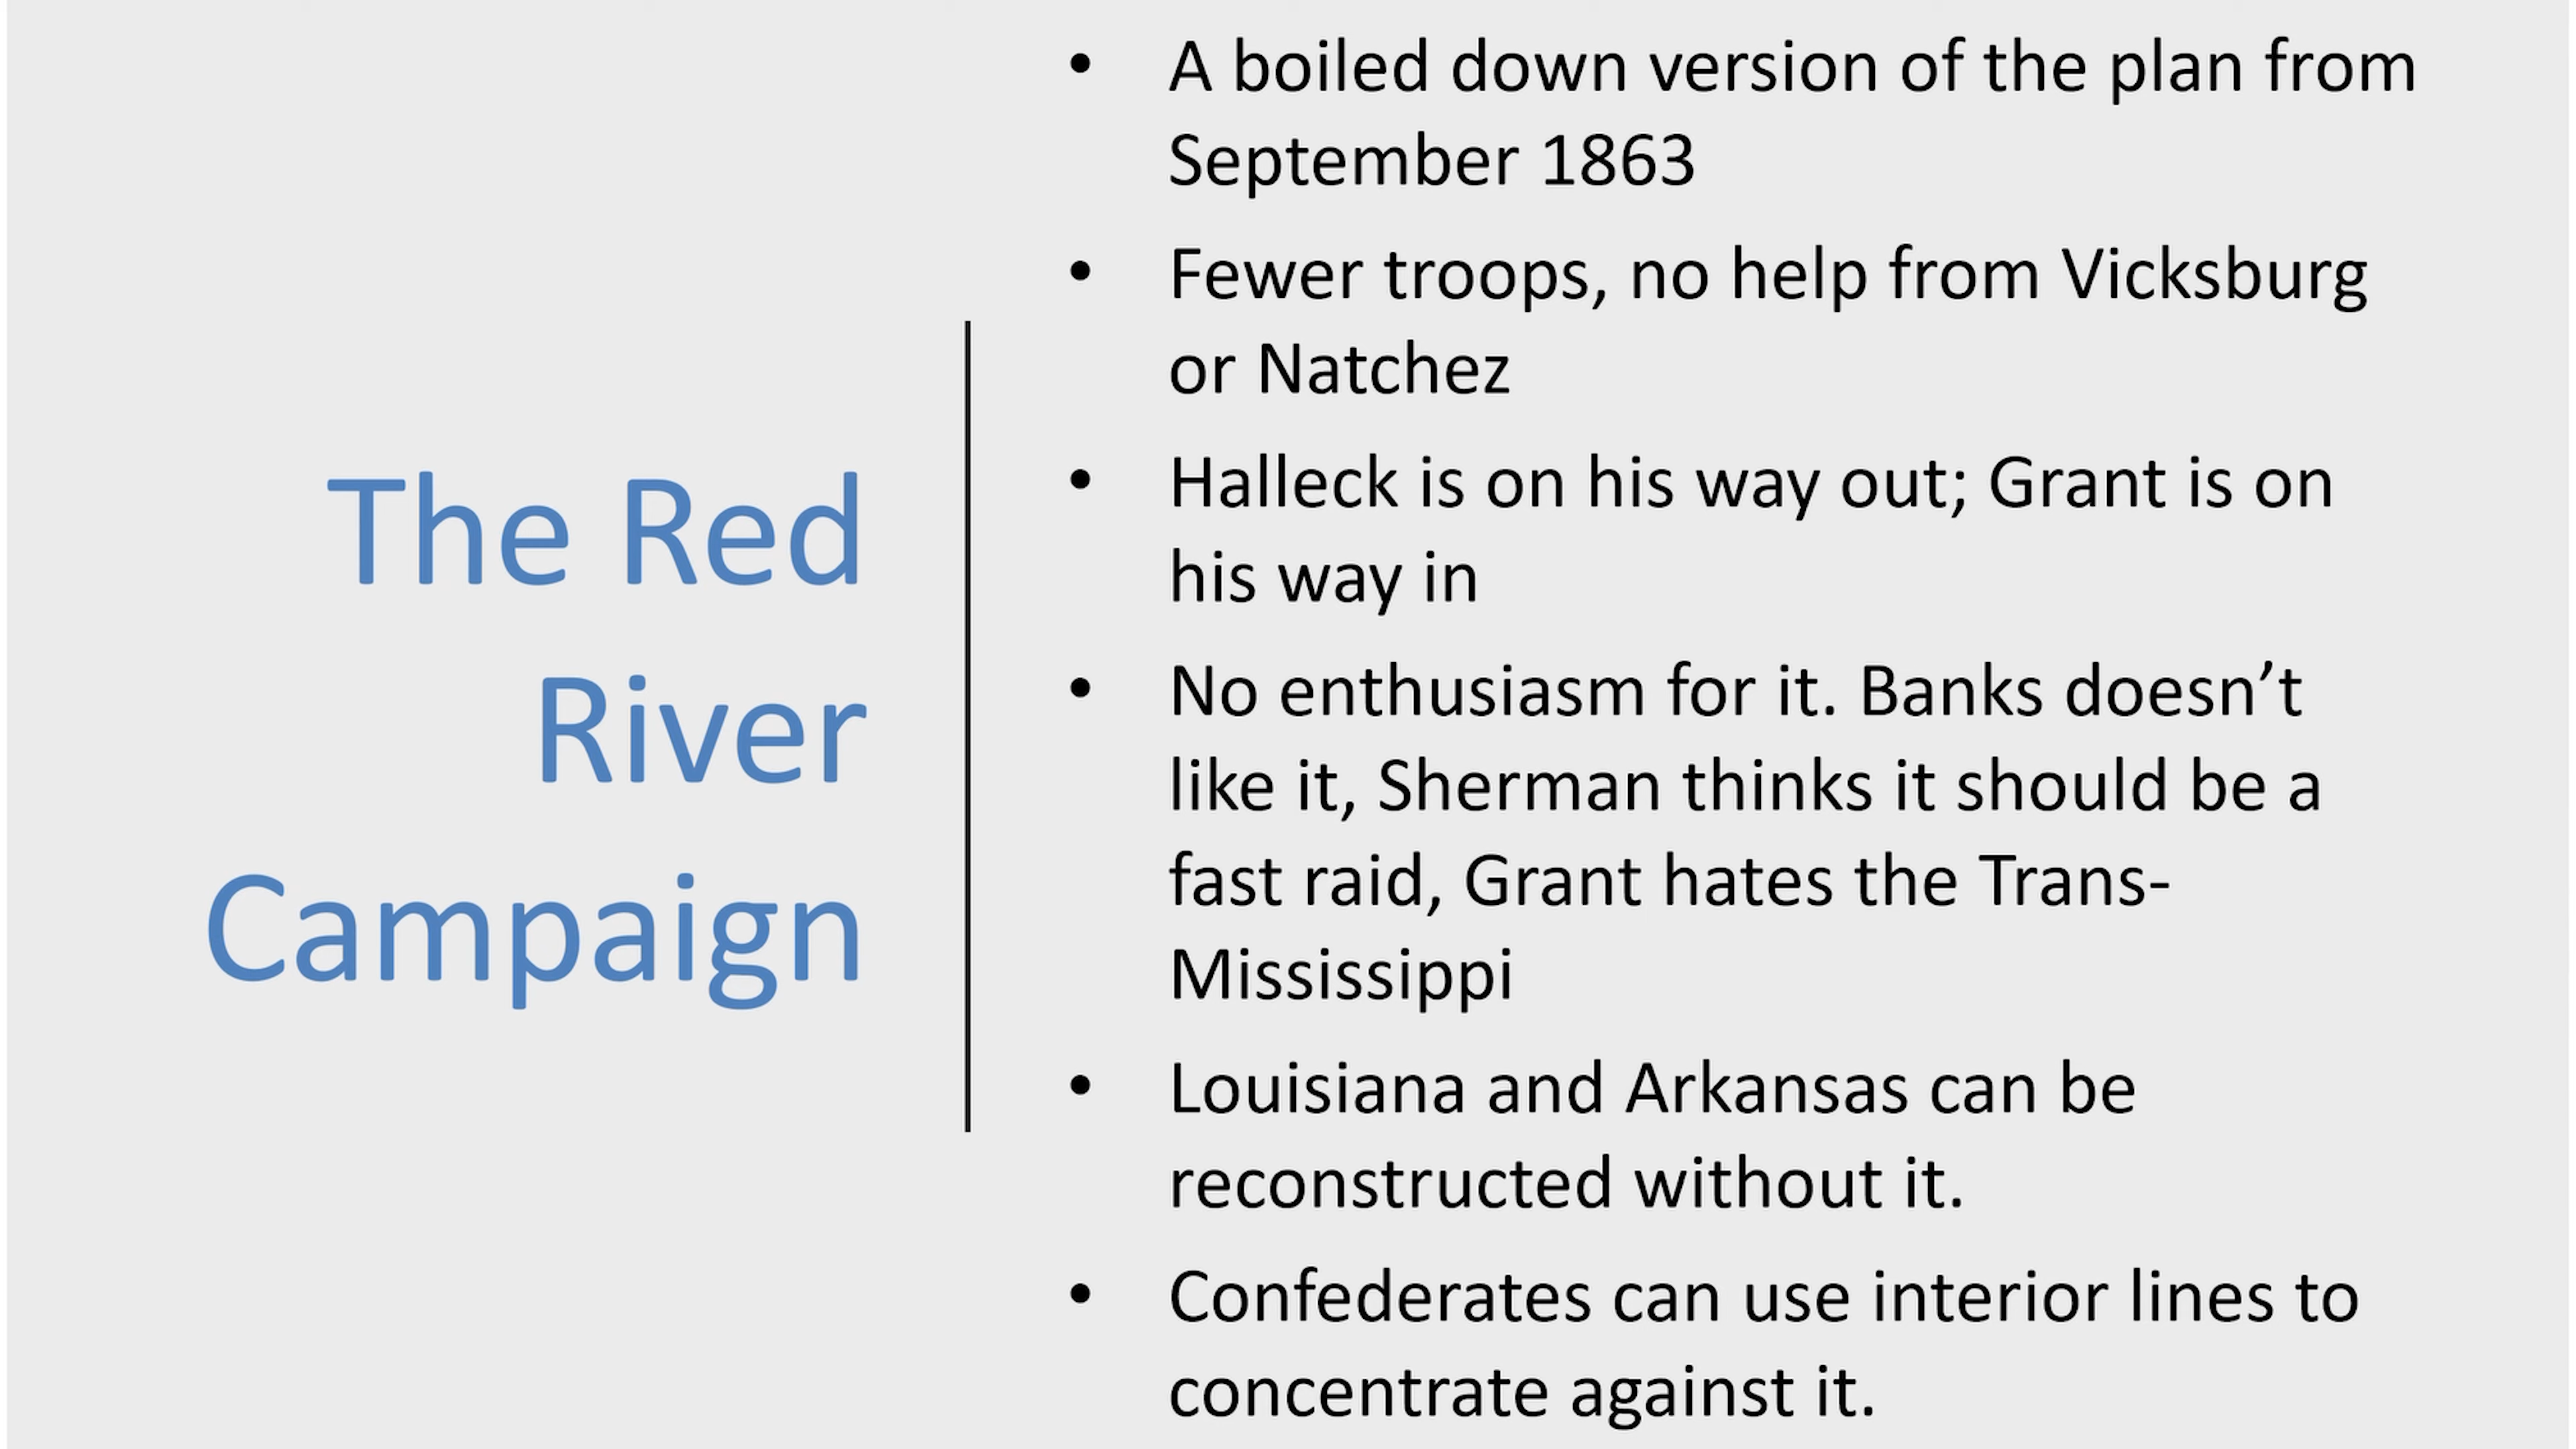 The Red
River
Campaign
• A boiled down version of the plan from
September 1863
• Fewer troops, no help from Vicksburg
or Natchez
• Halleck is on his way out; Grant is on
his way in
• No enthusiasm for it. Banks doesn’t
like it, Sherman thinks it should be a
fast raid, Grant hates the Trans-
Mississippi
• Louisiana and Arkansas can be
reconstructed without it.
• Confederates can use interior lines to
concentrate against it.